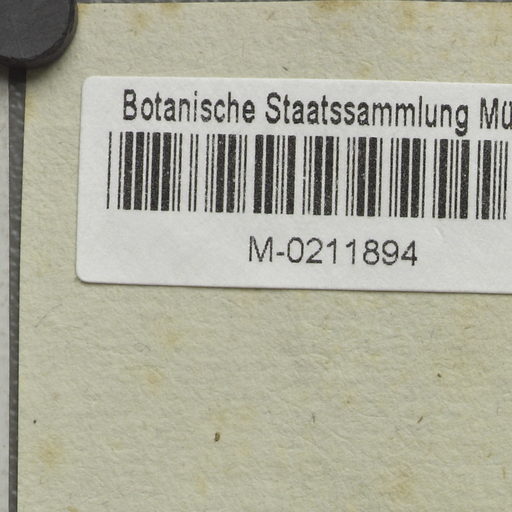 Botanische Staatssammlung Mü
M-0211894